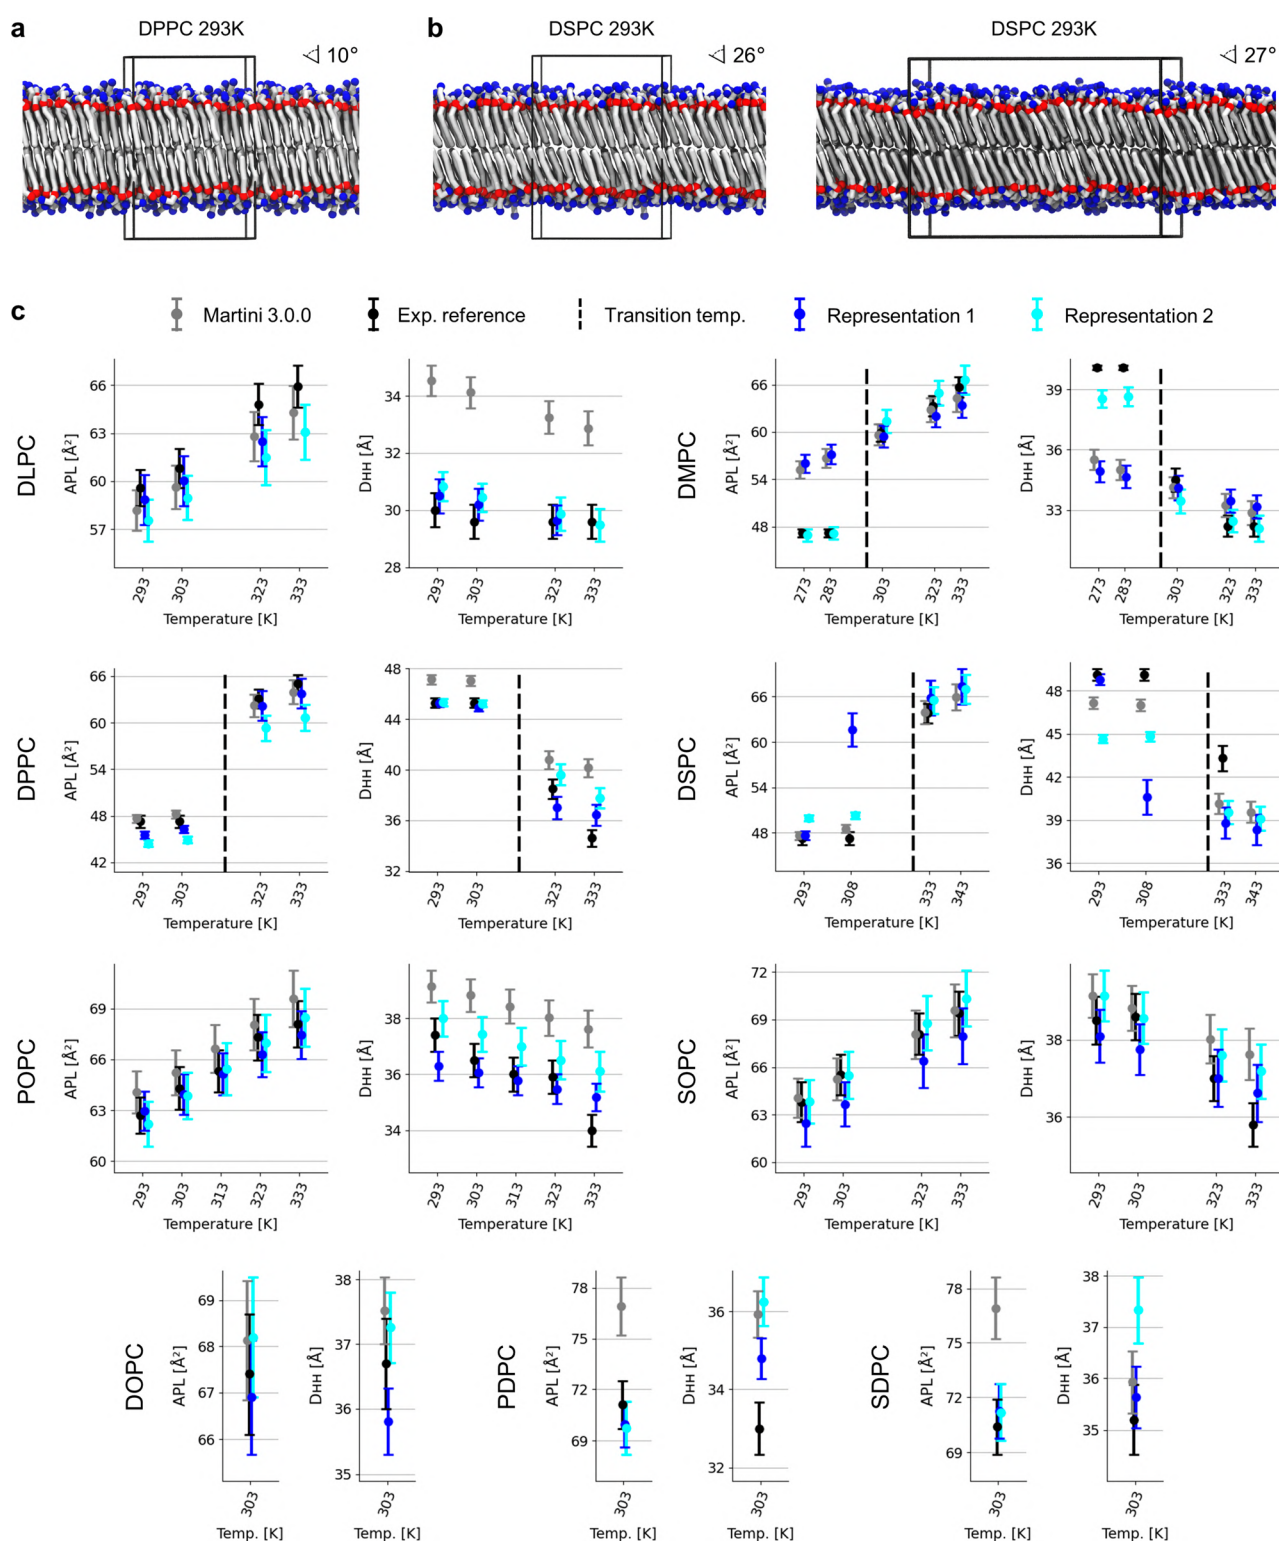 a
DPPC 293K
10°
b
DSPC 293K
26°
DSPC 293K
27°
c
Martini 3.0.0
Exp. reference
Transition temp.
Representation 1
Representation 2
DLPC
APL [Å²]
66
63
60
57
293
303
323
333
Temperature [K]
DHH [Å]
34
32
30
28
293
303
323
333
Temperature [K]
DMPC
APL [Å²]
66
60
54
48
273
283
303
323
333
Temperature [K]
DHH [Å]
39
36
33
273
283
303
323
333
Temperature [K]
DPPC
APL [Å²]
66
60
54
48
42
293
303
323
333
Temperature [K]
DHH [Å]
48
44
40
36
32
293
303
323
333
Temperature [K]
DSPC
APL [Å²]
66
60
54
48
293
308
333
343
Temperature [K]
DHH [Å]
48
45
42
39
36
293
308
333
343
Temperature [K]
POPC
APL [Å²]
69
66
63
60
293
303
313
323
333
Temperature [K]
DHH [Å]
38
36
34
293
303
313
323
333
Temperature [K]
SOPC
APL [Å²]
72
69
66
63
60
293
303
323
333
Temperature [K]
DHH [Å]
38
36
293
303
323
333
Temperature [K]
DOPC
APL [Å²]
69
68
67
66
303
Temp. [K]
DHH [Å]
38
37
36
35
303
Temp. [K]
PDPC
APL [Å²]
78
75
72
69
303
Temp. [K]
DHH [Å]
36
34
32
303
Temp. [K]
SDPC
APL [Å²]
78
75
72
69
303
Temp. [K]
DHH [Å]
38
37
36
35
303
Temp. [K]